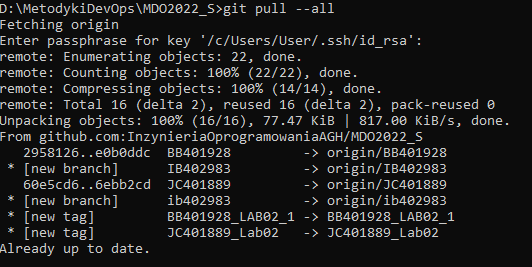 D:\MetodykiDevOps\MDO2022_S>git pull --all
Fetching origin
Enter passphrase for key '/c/Users/User/.ssh/id_rsa':
remote: Enumerating objects: 22, done.
remote: Counting objects: 100% (22/22), done.
remote: Compressing objects: 100% (14/14), done.
remote: Total 16 (delta 2), reused 16 (delta 2), pack-reused 0
Unpacking objects: 100% (16/16), 77.47 KiB | 817.00 KiB/s, done.
From github.com:InzynieriaOprogramowaniaAGH/MDO2022_S
   2958126..e0b0ddc  BB401928         -> origin/BB401928
 * [new branch]      IB402983         -> origin/IB402983
   60e5cd6..6ebb2cd  JC401889         -> origin/JC401889
 * [new branch]      ib402983         -> origin/ib402983
 * [new tag]         BB401928_LAB02_1 -> BB401928_LAB02_1
 * [new tag]         JC401889_Lab02   -> JC401889_Lab02
Already up to date.